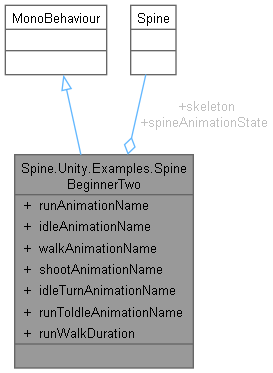 MonoBehaviour
Spine
+skeleton
+spineAnimationState
Spine.Unity.Examples.Spine
BeginnerTwo
+ runAnimationName
+ idleAnimationName
+ walkAnimationName
+ shootAnimationName
+ idleTurnAnimationName
+ runToIdleAnimationName
+ runWalkDuration